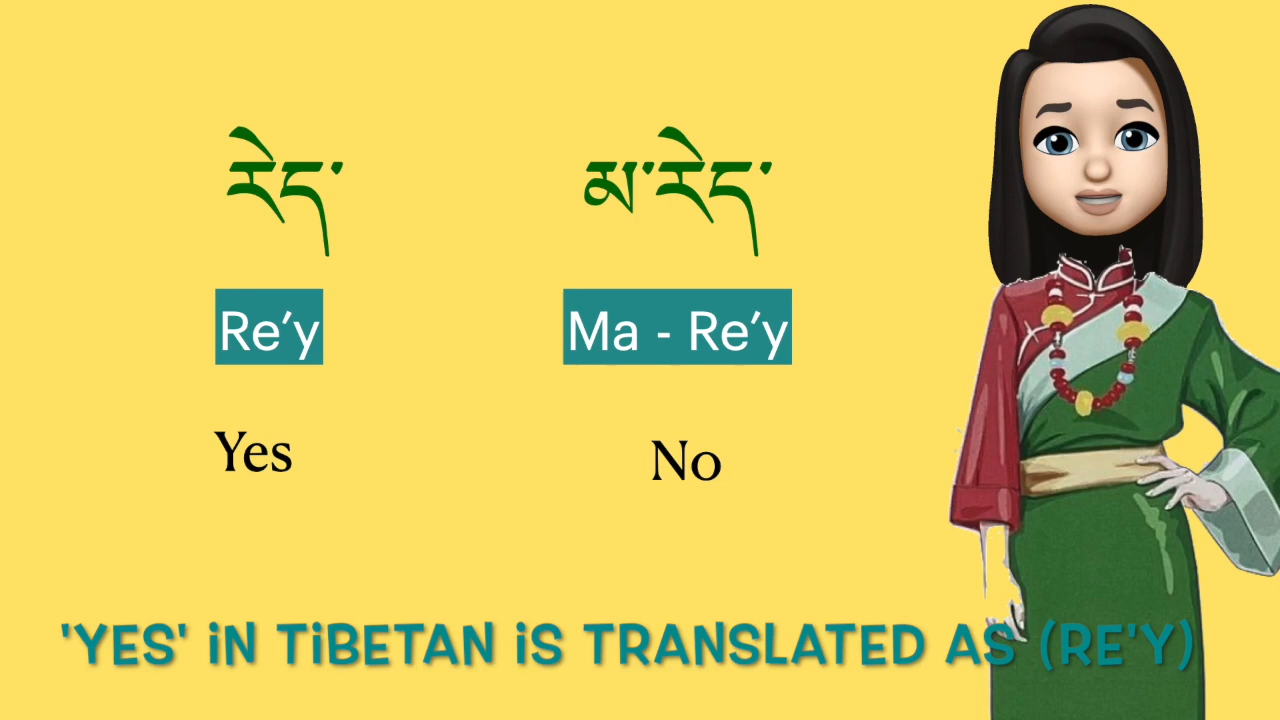 རེད་ མ་རེད་
Re’y Ma - Re’y
Yes No
'YES' iN TiBETAN iS TRANSLATED AS (RE'Y)